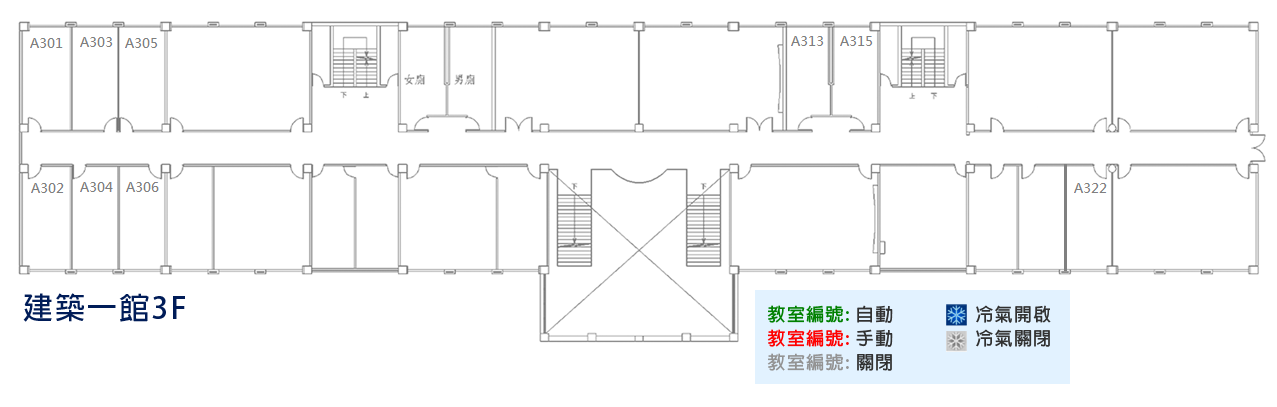 A301
A303
A305
女廁
男廁
下 上
A313
A315
上 下
A302
A304
A306
下
下
A322
建築一館3F
教室編號: 自動
教室編號: 手動
教室編號: 關閉
冷氣開啟
冷氣關閉